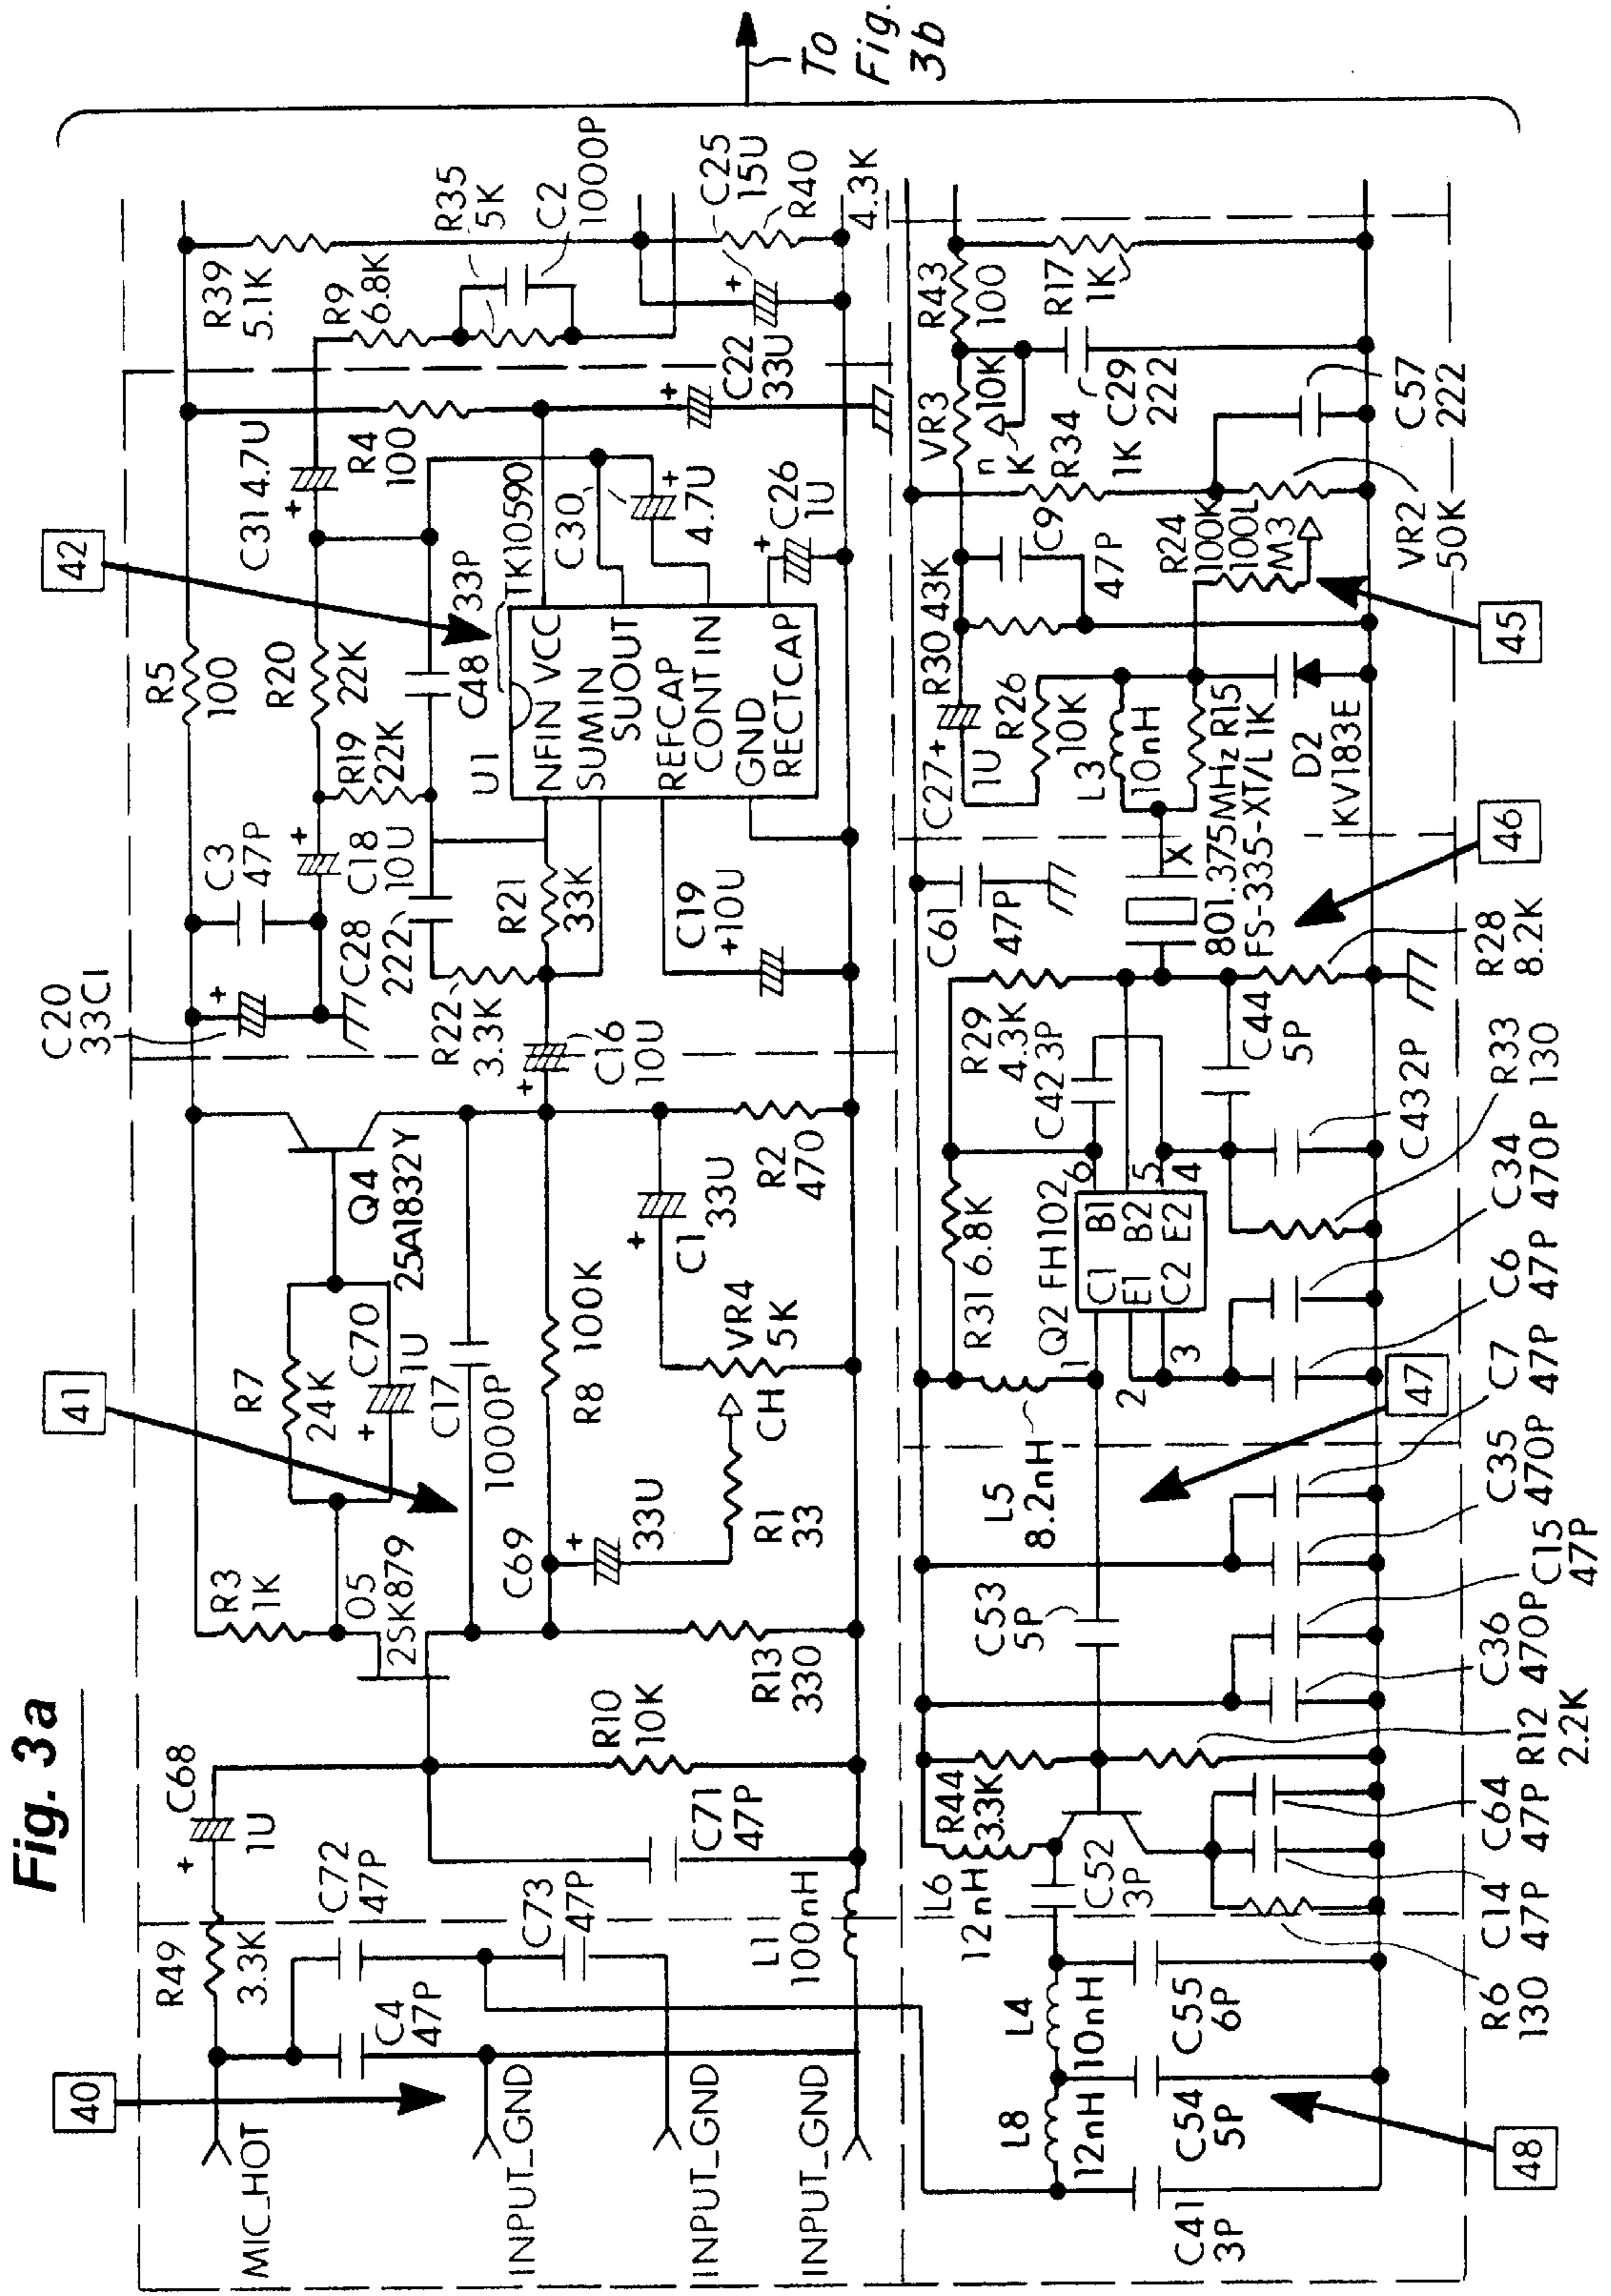 Fig. 3a
To
Fig.
3b
40
41
42
45
46
47
48
MIC_HOT
INPUT_GND
INPUT_GND
INPUT_GND
R49
3.3K
C4
47P
C72
47P
C73
47P
C68
1U
+
L1
100nH
C71
47P
R10
10K
R3
1K
O5
2SK879
R13
330
R7
24K
C70
1U
+
C17
1000P
C69
33U
+
R8
100K
R1
33
CH
VR4
5K
C1
33U
+
Q4
25A1832Y
R2
470
C16
10U
+
C20
33CI
+
C3
47P
R5
100
C28
222
C18
10U
+
R19
22K
R20
22K
R22
3.3K
R21
33K
C19
+10U
C48
33P
U1
TK10590
NFIN VCC
SUMIN
SUOUT
REFCAP
CONT IN
GND
RECTCAP
C31 4.7U
+
R4
100
C30
4.7U
+
C26
1U
+
C22
33U
+
R39
5.1K
R9
6.8K
R35
5K
C2
1000P
C25
15U
+
R40
4.3K
C41
3P
L8
12nH
C54
5P
L4
10nH
C55
6P
L6
12nH
C52
3P
R44
3.3K
R6
130
C14
47P
C64
47P
R12
2.2K
C36
470P
C15
47P
C35
470P
C7
47P
C6
47P
C34
470P
R33
130
C43 2P
C53
5P
L5
8.2nH
R31 6.8K
Q2 FH102
C1 B1
E1 B2
C2 E2
1
2
3
4
5
6
R29
4.3K
C42 3P
C44
5P
R28
8.2K
C61
47P
X
801.375MHz
FS-335-XT/L
L3
10nH
R15
1K
D2
KV183E
C27+
1U
R26
10K
R30
43K
C9
47P
R24
100K
100L
M3
VR2
50K
C57
222
R34
1K
VR3
10K
n
K
C29
222
R43
100
R17
1K